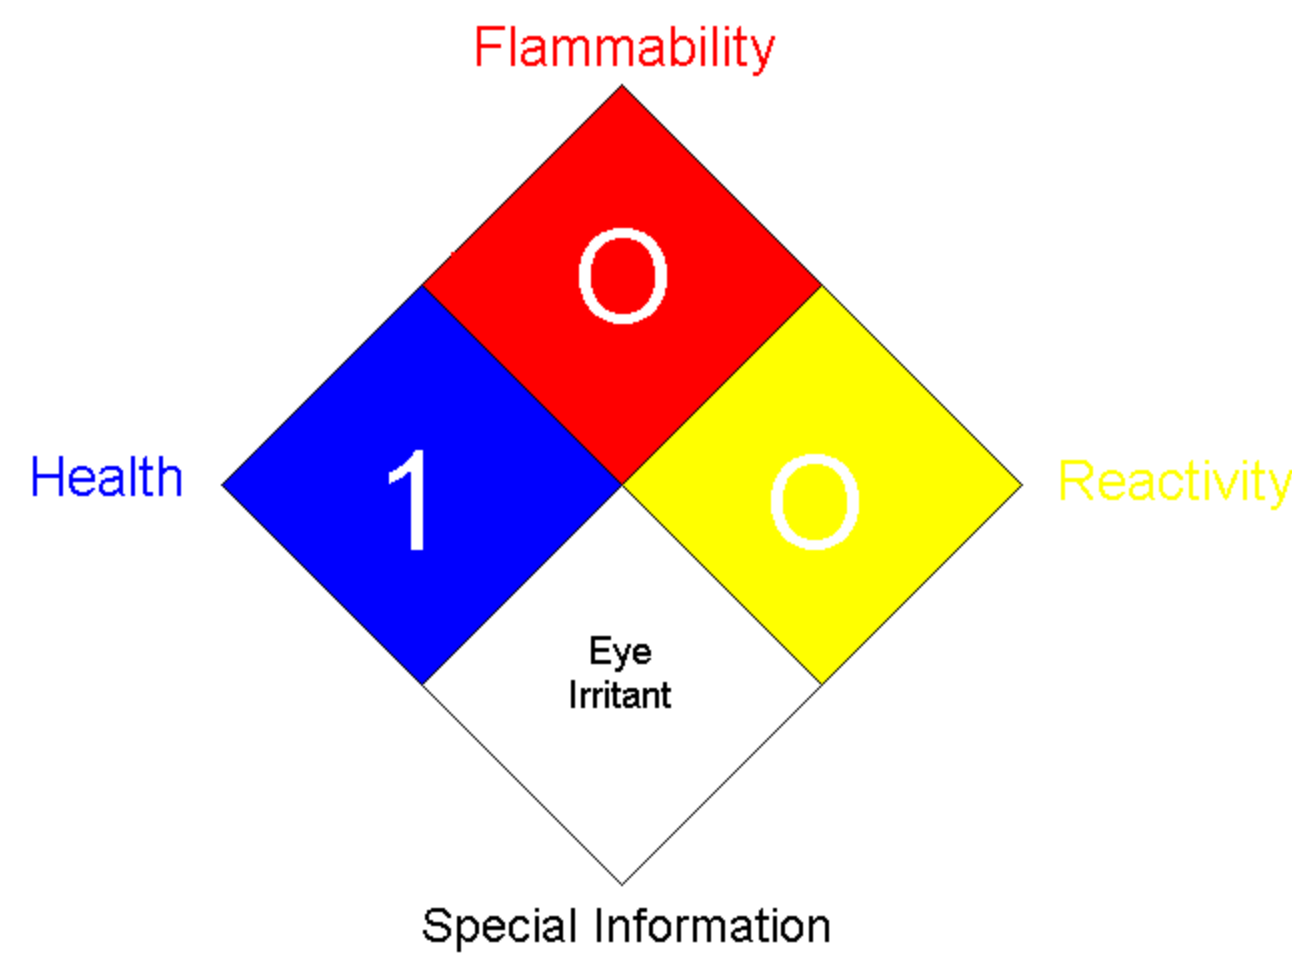 Flammability
0
Health
1
0
Reactivity
Eye
Irritant
Special Information